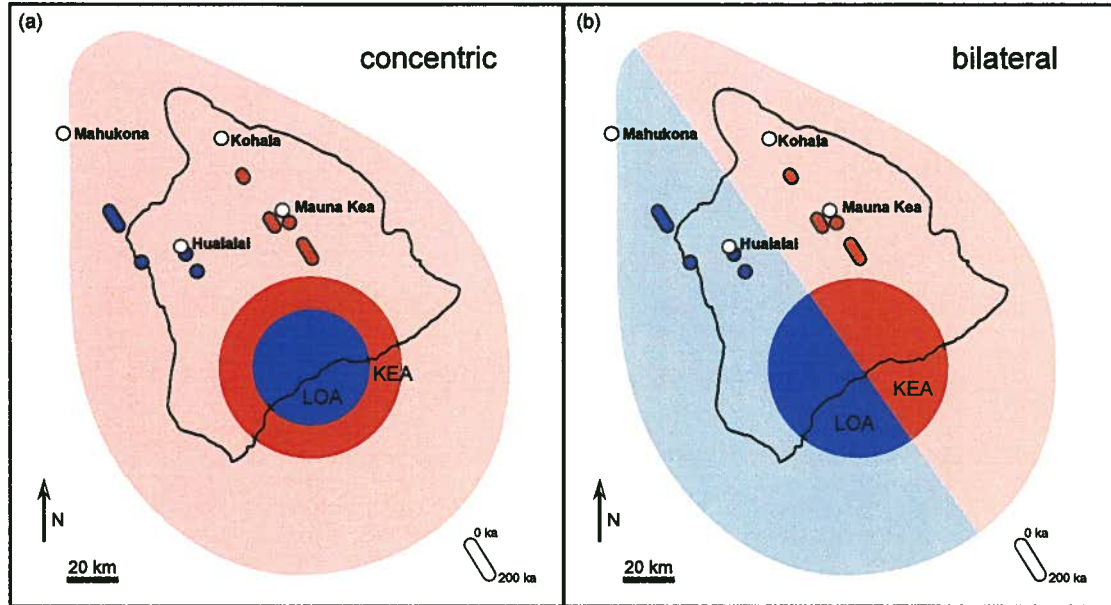 (a)
concentric
Mahukona
Kohala
Mauna Kea
Hualalai
KEA
LOA
N
0 ka
20 km
200 ka
(b)
bilateral
Mahukona
Kohala
Mauna Kea
Hualalai
KEA
LOA
N
0 ka
20 km
200 ka